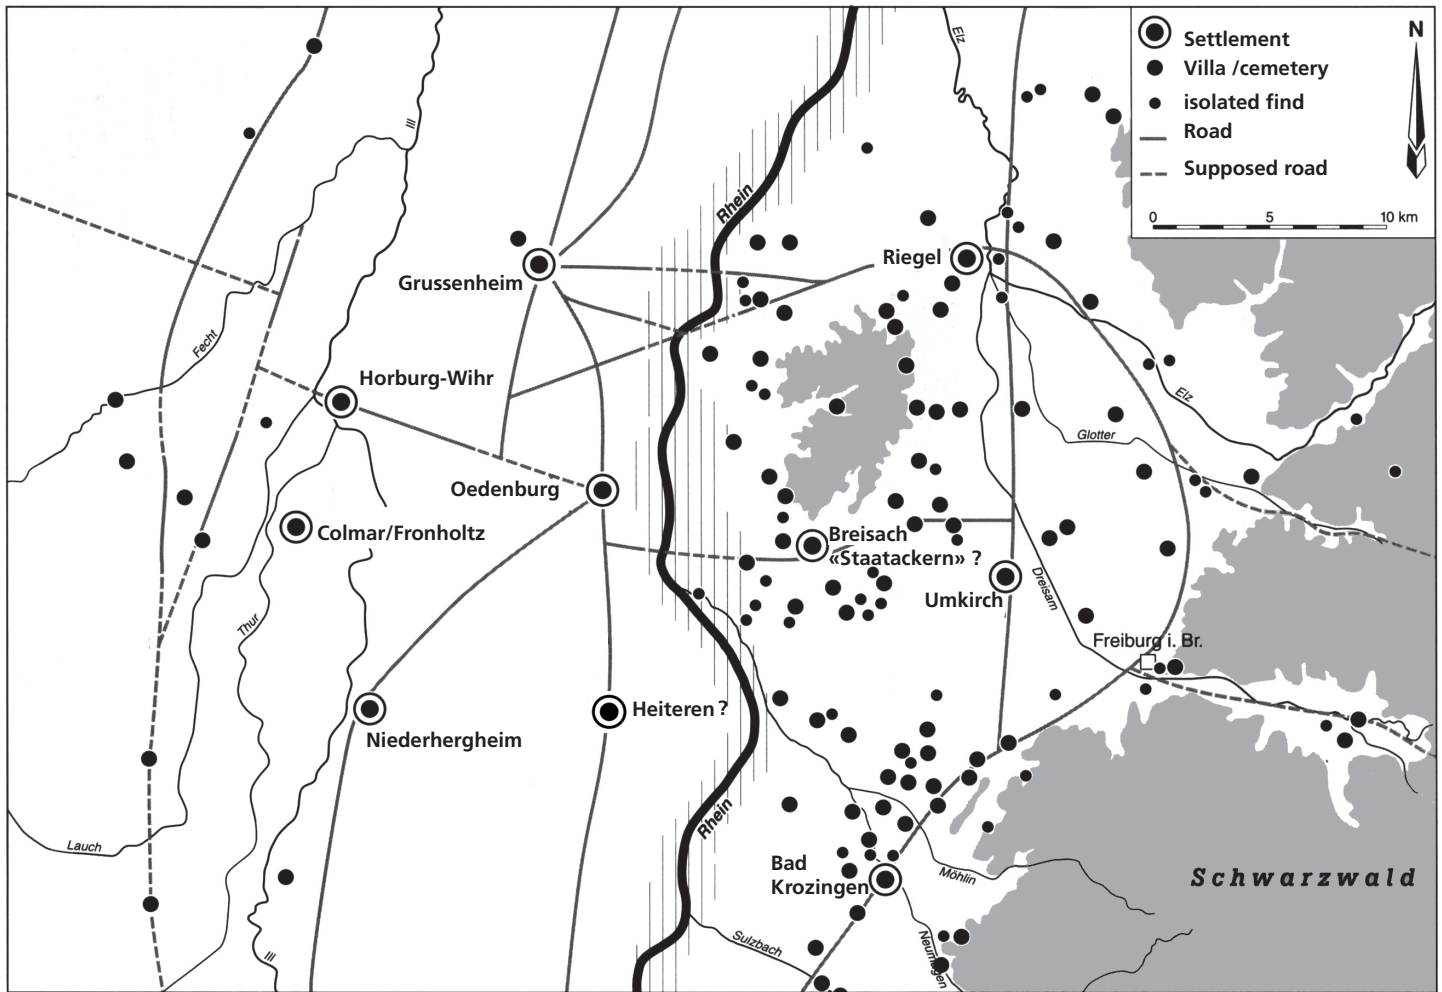 Settlement
Villa /cemetery
isolated find
Road
Supposed road
0 5 10 km
N
Elz
Ill
Rhein
Riegel
Grussenheim
Fecht
Horburg-Wihr
Elz
Glotter
Oedenburg
Colmar/Fronholtz
Breisach
«Staatackern» ?
Umkirch
Dreisam
Thur
Freiburg i. Br.
Heiteren ?
Niederhergheim
Rhein
Lauch
Bad
Krozingen
Möhlin
Schwarzwald
Sulzbach
Neumagen
Ill